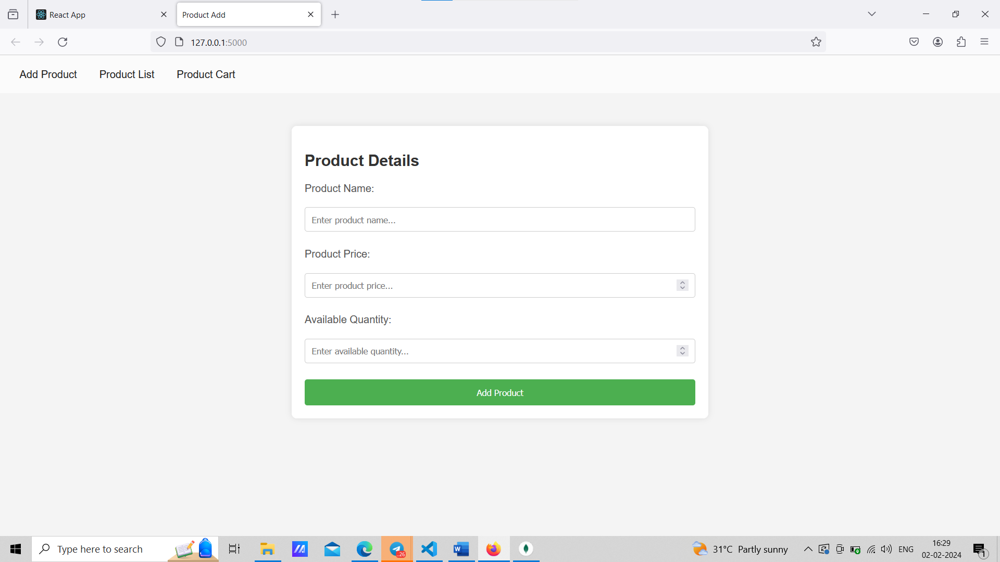 React App
Product Add
127.0.0.1:5000
Add Product Product List Product Cart
Product Details
Product Name:
Enter product name...
Product Price:
Enter product price...
Available Quantity:
Enter available quantity...
Add Product
Type here to search
..26
31°C Partly sunny
ENG
16:29
02-02-2024
1